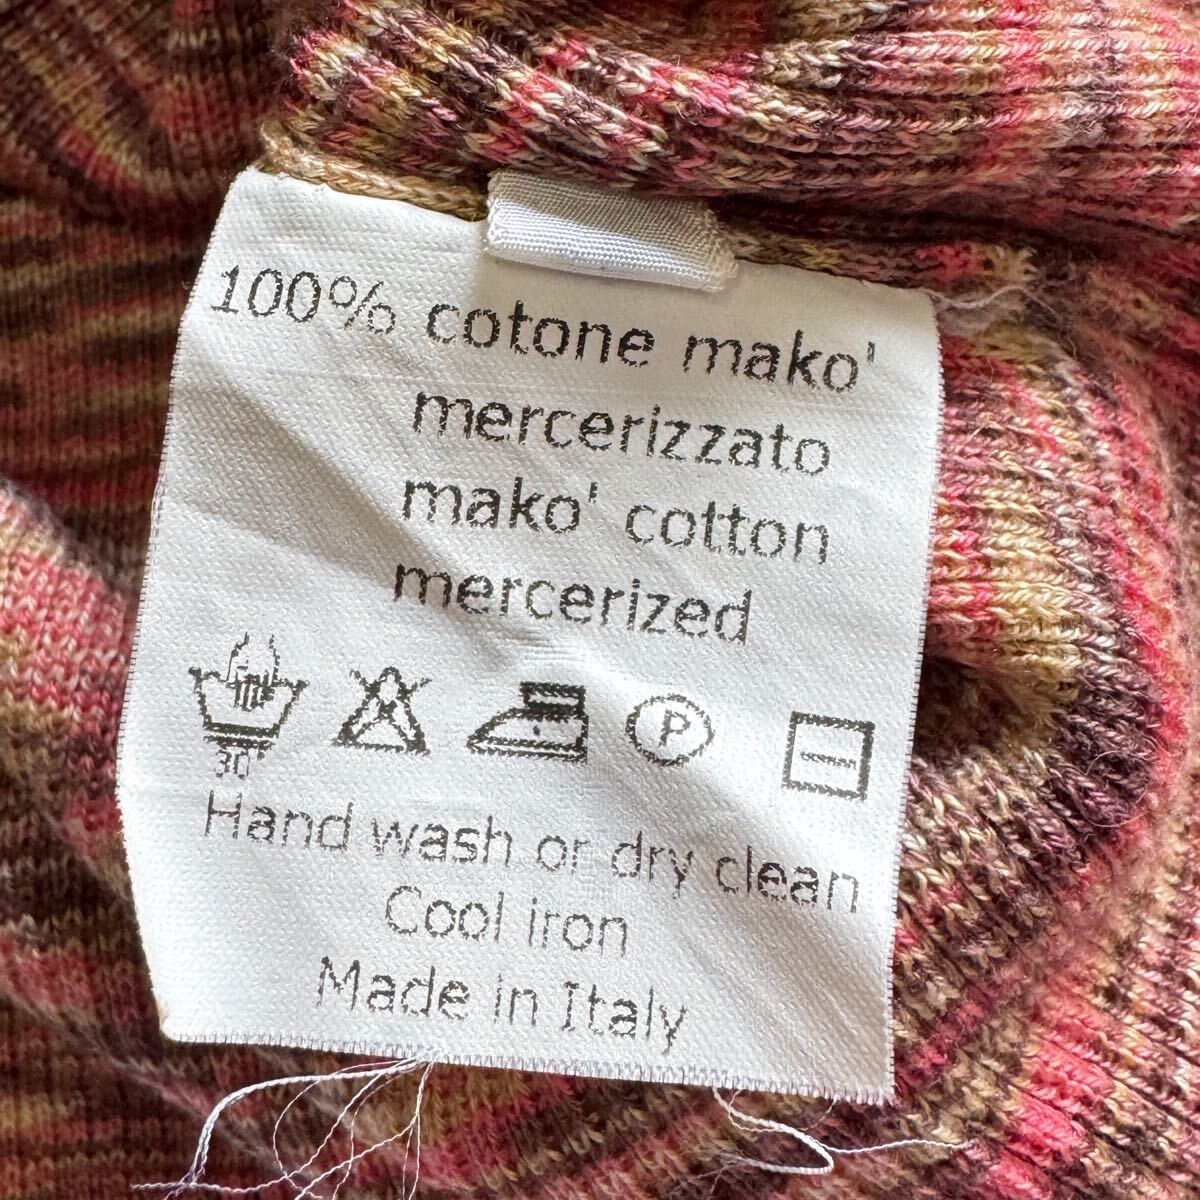 100% cotone mako'
mercerizzato
mako' cotton
mercerized
30
P
Hand wash or dry clean
Cool iron
Made in Italy